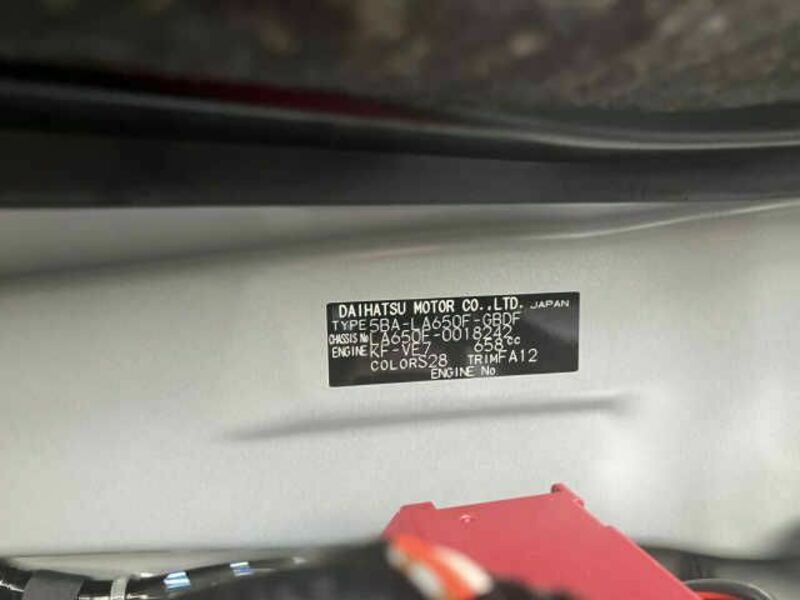 DAIHATSU MOTOR CO.,LTD. JAPAN
TYPE 5BA-LA650F-GBDF
CHASSIS No LA650F-0018242
ENGINE KF-VE7 658cc
COLOR S28 TRIM FA12
ENGINE No